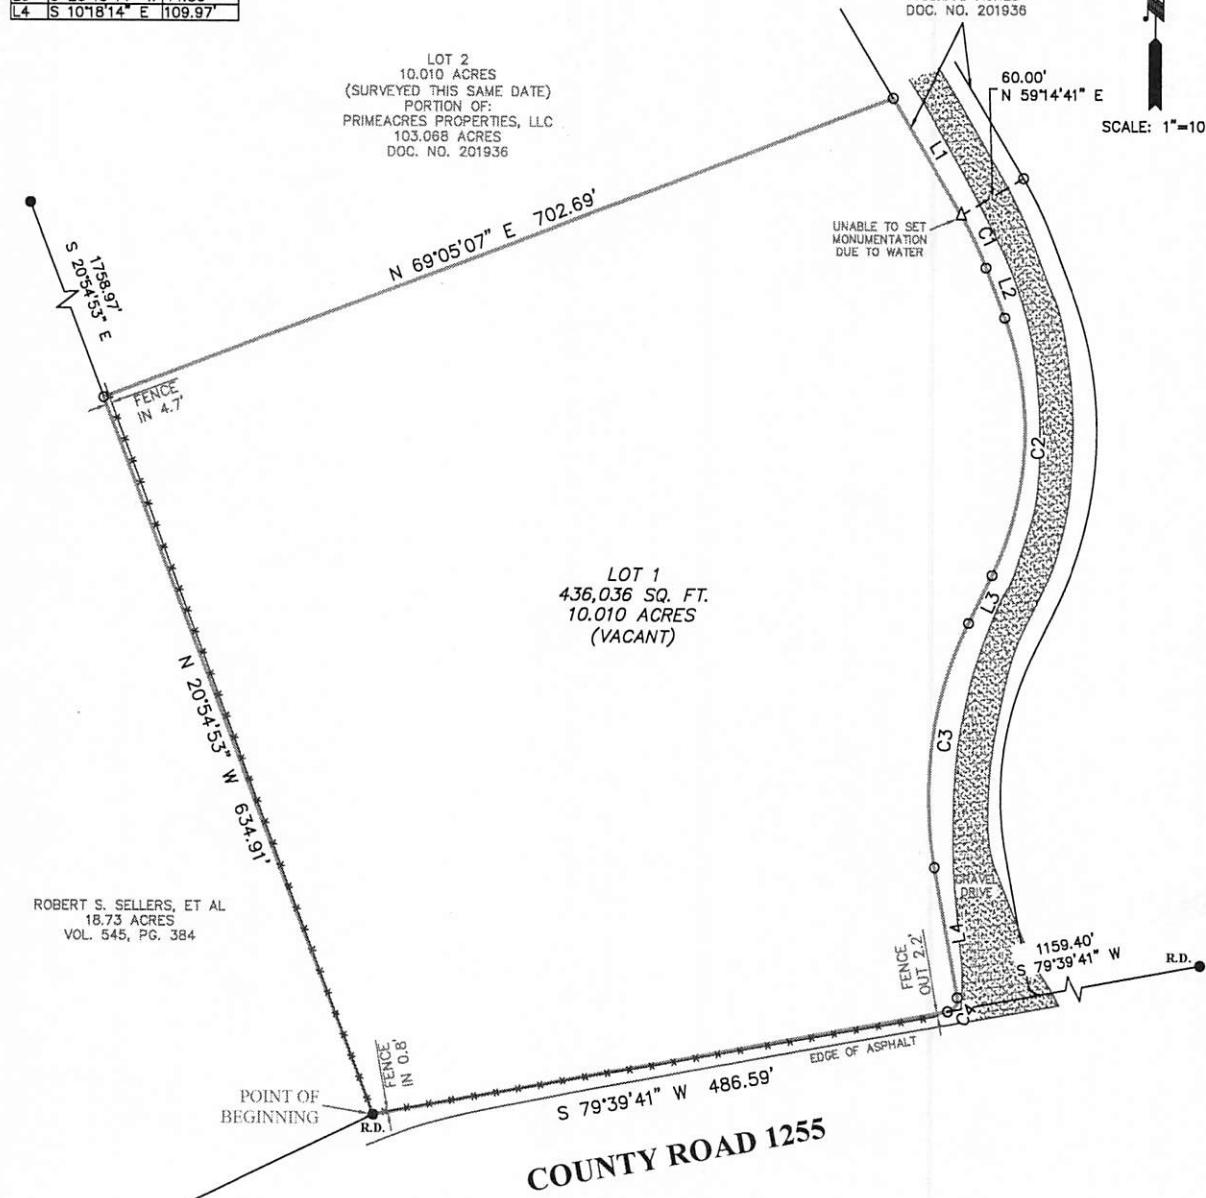 L4 S 10°18'14" E 109.97'
DOC. NO. 201936
LOT 2
10.010 ACRES
(SURVEYED THIS SAME DATE)
PORTION OF:
PRIMEACRES PROPERTIES, LLC
103.068 ACRES
DOC. NO. 201936
60.00'
N 59°14'41" E
SCALE: 1"=10
L1
N 69°05'07" E 702.69'
UNABLE TO SET
MONUMENTATION
DUE TO WATER
C1
L2
1758.97'
S 20°54'53" E
FENCE
IN 4.7'
C2
LOT 1
436,036 SQ. FT.
10.010 ACRES
(VACANT)
L3
N 20°54'53" W 634.91'
C3
ROBERT S. SELLERS, ET AL
18.73 ACRES
VOL. 545, PG. 384
GRAVEL
DRIVE
L4
FENCE
OUT 2.2'
1159.40'
S 79°39'41" W
R.D.
C4
EDGE OF ASPHALT
FENCE
IN 0.8'
POINT OF
BEGINNING
R.D.
S 79°39'41" W 486.59'
COUNTY ROAD 1255